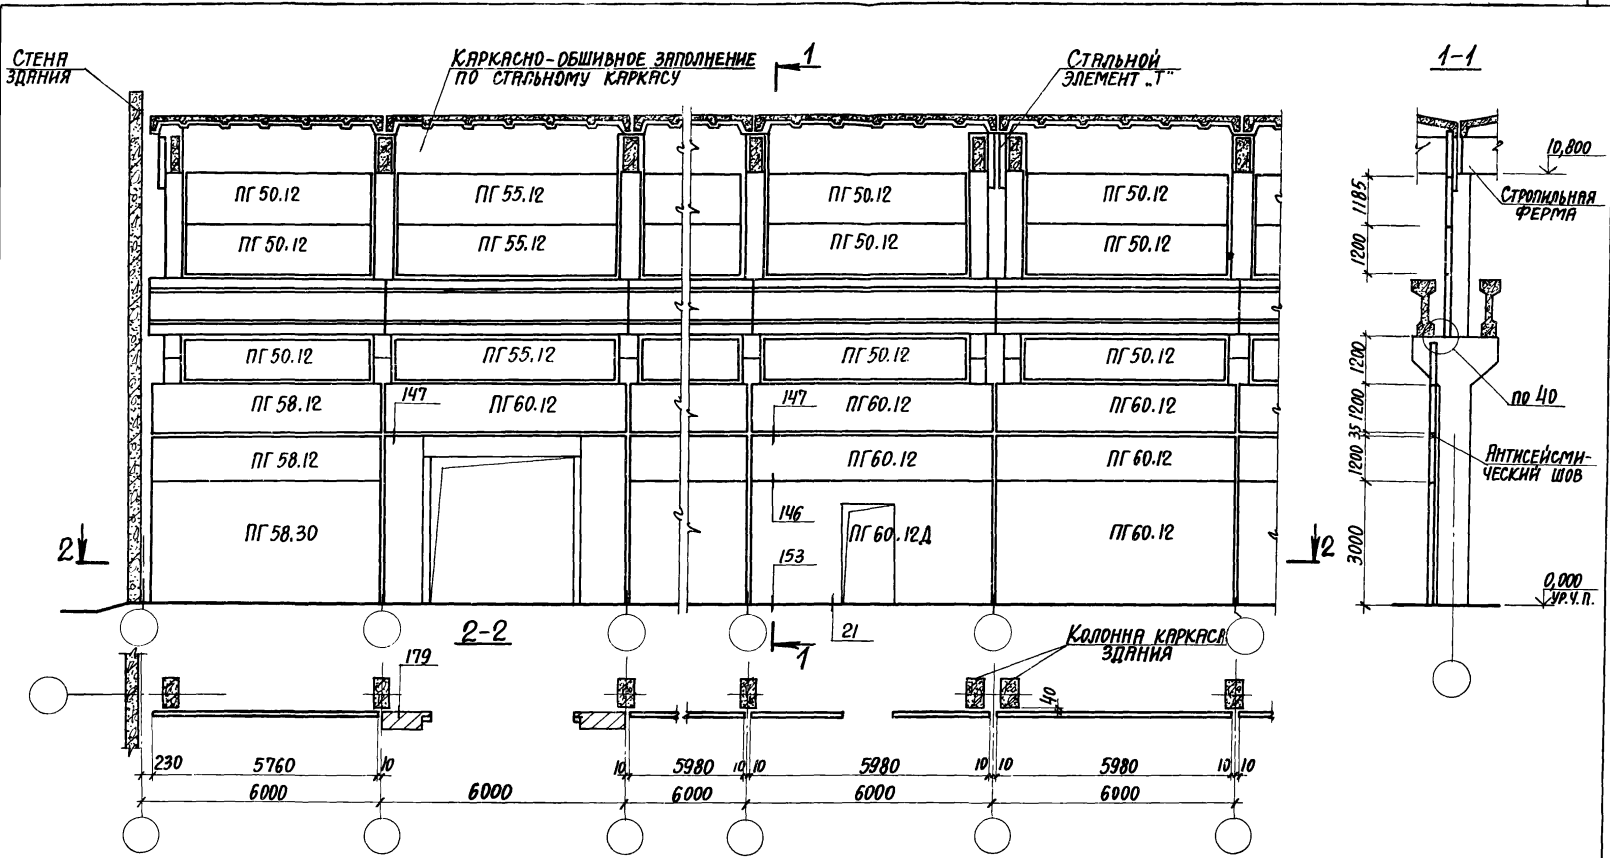 Стена
здания
Каркасно-обшивное заполнение
по стальному каркасу
1
Стальной
элемент „Т"
1-1
10,800
Стропильная
ферма
ПГ 50.12
ПГ 55.12
ПГ 50.12
ПГ 50.12
1185
ПГ 50.12
ПГ 55.12
ПГ 50.12
ПГ 50.12
1200
ПГ 50.12
ПГ 55.12
ПГ 50.12
ПГ 50.12
1200
ПГ 58.12
147
ПГ 60.12
147
ПГ 60.12
ПГ 60.12
1200
по 40
35
Антисейсми-
ческий шов
ПГ 58.12
ПГ 60.12
ПГ 60.12
1200
146
ПГ 58.30
ПГ 60.12Д
ПГ 60.12
3000
2
2
153
0,000
Ур.ч.п.
2-2
1
21
Колонна каркаса
здания
179
40
230
5760
10
10
5980
10
10
5980
10
10
5980
10
10
6000
6000
6000
6000
6000